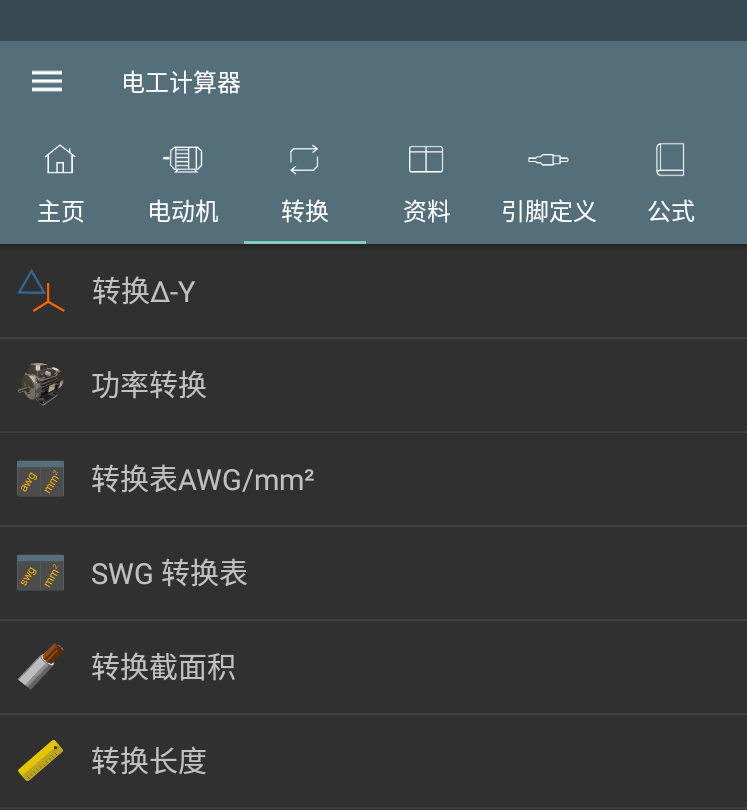 电工计算器
主页 电动机 转换 资料 引脚定义 公式
转换Δ-Y
功率转换
awg mm² 转换表AWG/mm²
swg mm² SWG 转换表
转换截面积
转换长度